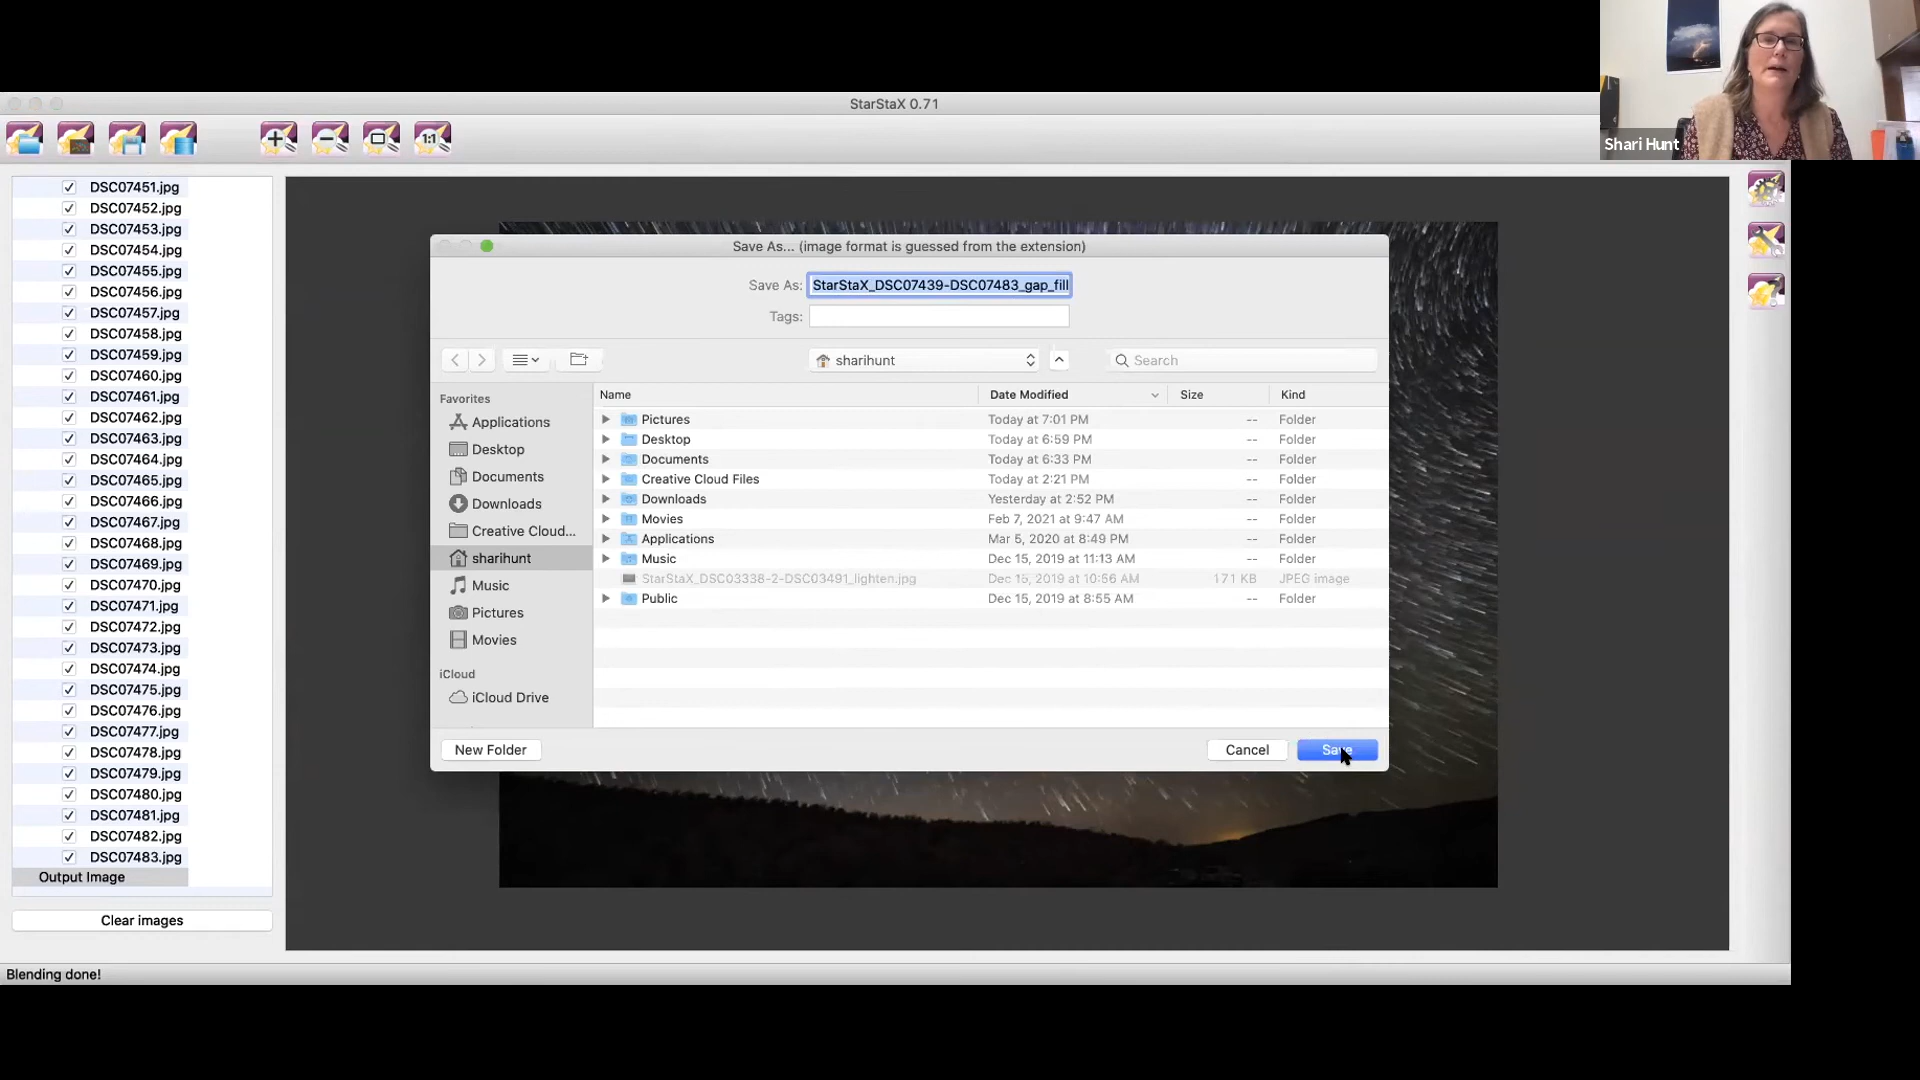 StarStaX 0.71
1:1
Shari Hunt
DSC07451.jpg
DSC07452.jpg
DSC07453.jpg
DSC07454.jpg
DSC07455.jpg
DSC07456.jpg
DSC07457.jpg
DSC07458.jpg
DSC07459.jpg
DSC07460.jpg
DSC07461.jpg
DSC07462.jpg
DSC07463.jpg
DSC07464.jpg
DSC07465.jpg
DSC07466.jpg
DSC07467.jpg
DSC07468.jpg
DSC07469.jpg
DSC07470.jpg
DSC07471.jpg
DSC07472.jpg
DSC07473.jpg
DSC07474.jpg
DSC07475.jpg
DSC07476.jpg
DSC07477.jpg
DSC07478.jpg
DSC07479.jpg
DSC07480.jpg
DSC07481.jpg
DSC07482.jpg
DSC07483.jpg
Output Image
Clear images
Blending done!
Save As... (image format is guessed from the extension)
Save As: StarStaX_DSC07439-DSC07483_gap_fill
Tags:
sharihunt
Search
Favorites
Applications
Desktop
Documents
Downloads
Creative Cloud...
sharihunt
Music
Pictures
Movies
iCloud
iCloud Drive
Name Date Modified Size Kind
Pictures Today at 7:01 PM -- Folder
Desktop Today at 6:59 PM -- Folder
Documents Today at 6:33 PM -- Folder
Creative Cloud Files Today at 2:21 PM -- Folder
Downloads Yesterday at 2:52 PM -- Folder
Movies Feb 7, 2021 at 9:47 AM -- Folder
Applications Mar 5, 2020 at 8:49 PM -- Folder
Music Dec 15, 2019 at 11:13 AM -- Folder
StarStaX_DSC03338-2-DSC03491_lighten.jpg Dec 15, 2019 at 10:56 AM 171 KB JPEG image
Public Dec 15, 2019 at 8:55 AM -- Folder
New Folder
Cancel
Save